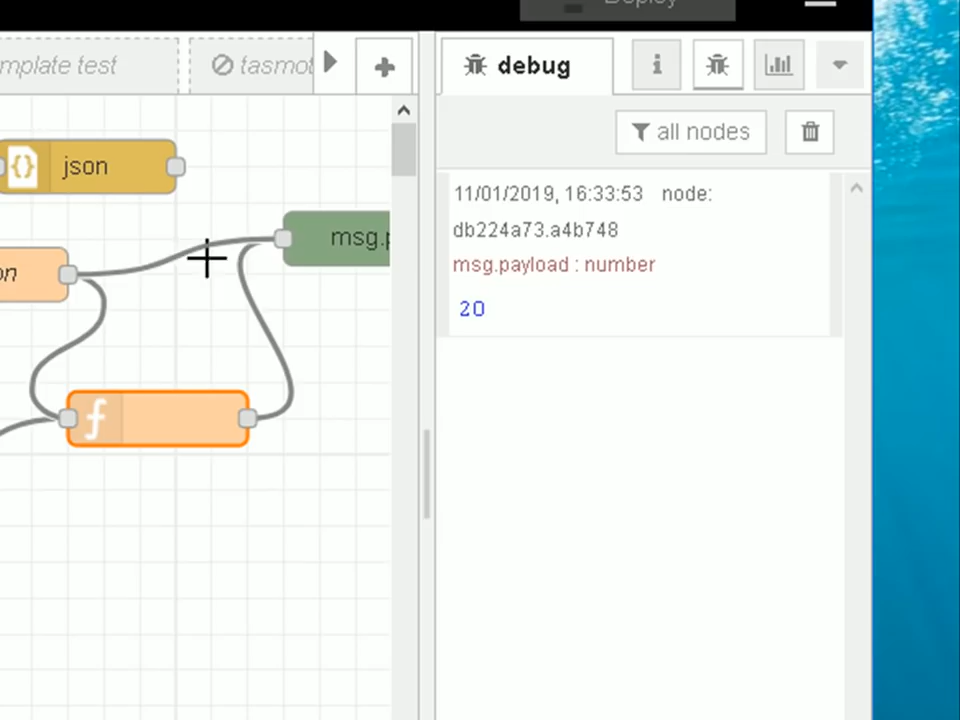 Deploy
mplate test
tasmot
debug
json
all nodes
11/01/2019, 16:33:53 node:
db224a73.a4b748
msg.p
msg.payload : number
on
20